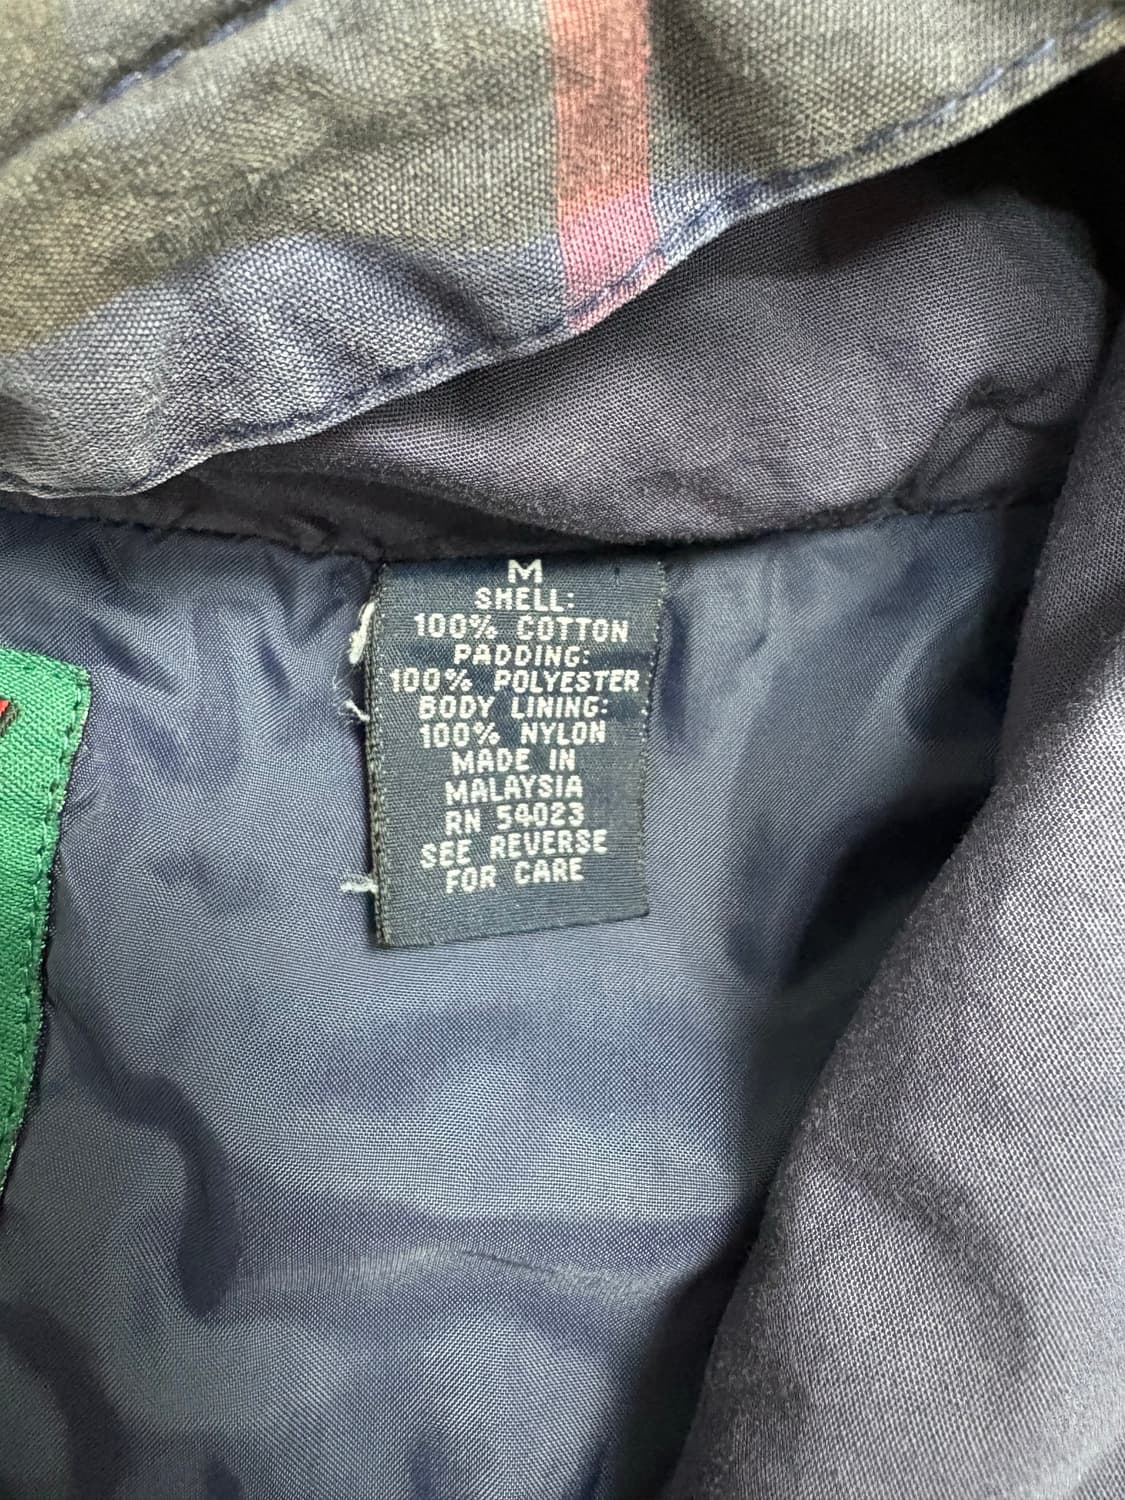 M
SHELL:
100% COTTON
PADDING:
100% POLYESTER
BODY LINING:
100% NYLON
MADE IN
MALAYSIA
RN 54023
SEE REVERSE
FOR CARE